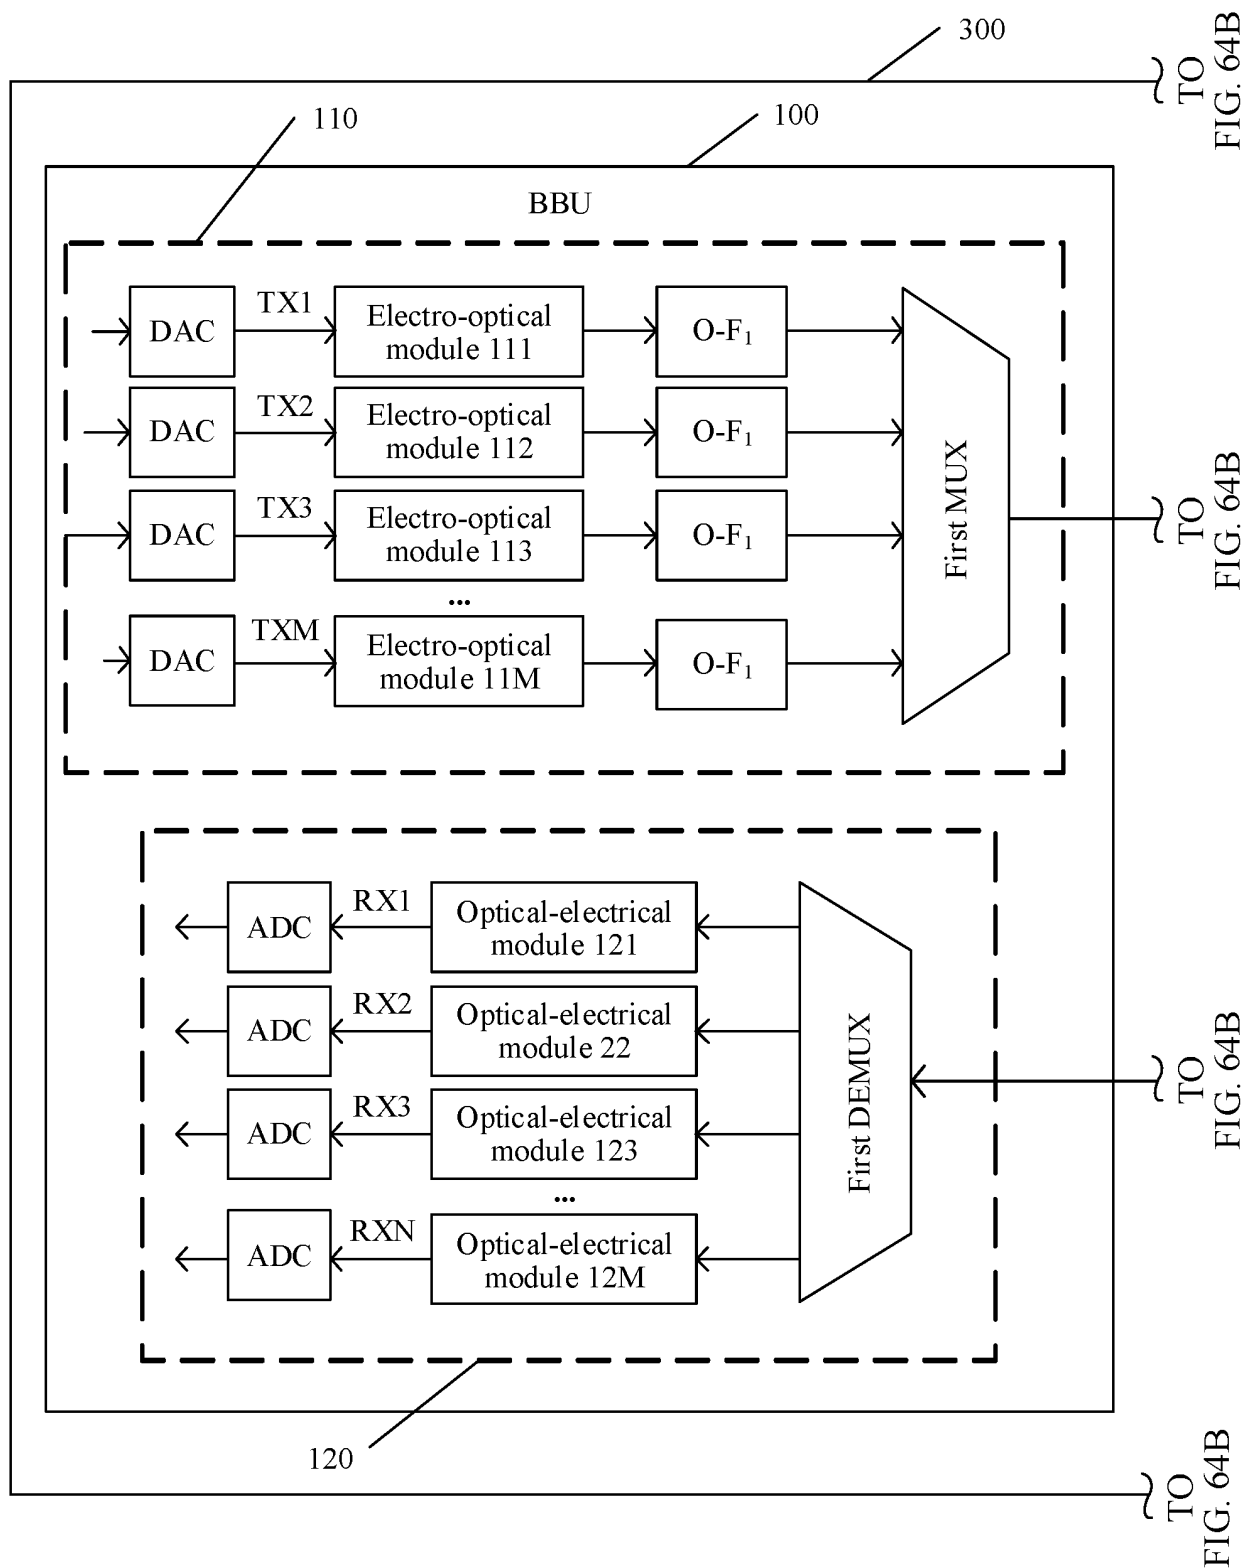 300
TO
FIG. 64B
110
100
BBU
DAC
TX1
Electro-optical
module 111
O-F₁
DAC
TX2
Electro-optical
module 112
O-F₁
DAC
TX3
Electro-optical
module 113
O-F₁
...
DAC
TXM
Electro-optical
module 11M
O-F₁
First MUX
TO
FIG. 64B
ADC
RX1
Optical-electrical
module 121
ADC
RX2
Optical-electrical
module 22
ADC
RX3
Optical-electrical
module 123
...
ADC
RXN
Optical-electrical
module 12M
First DEMUX
TO
FIG. 64B
120
TO
FIG. 64B